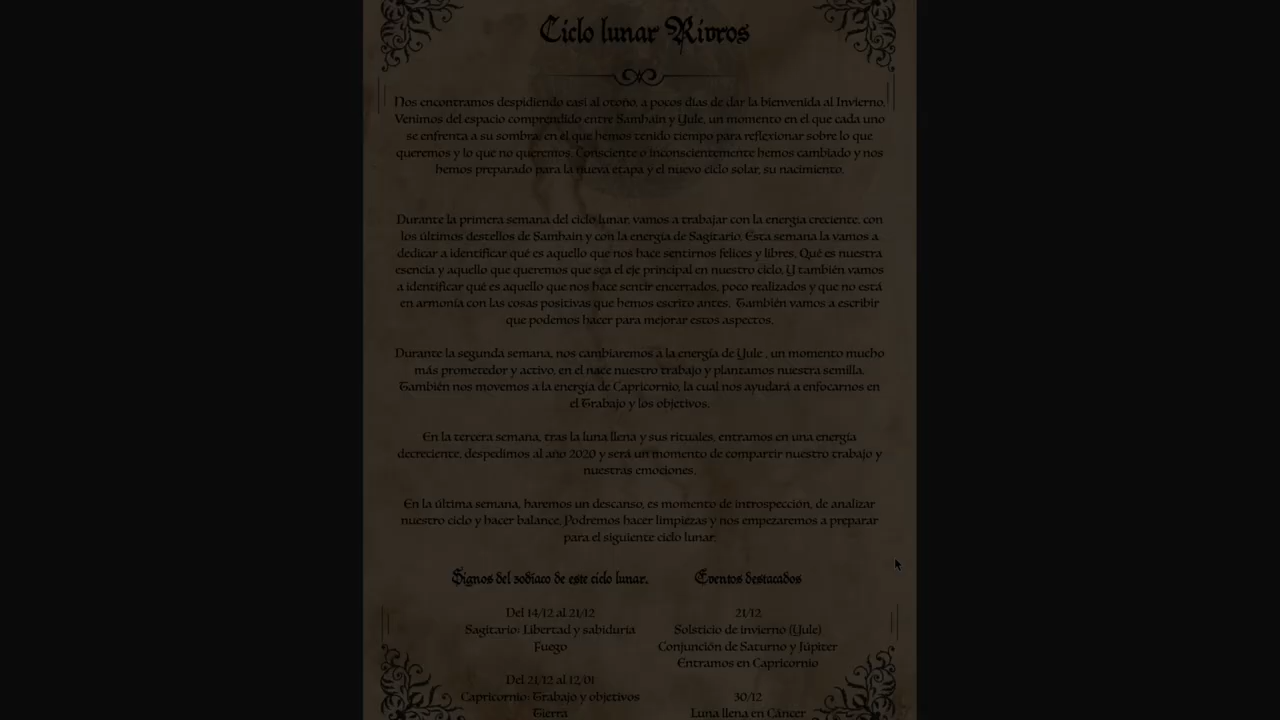 Ciclo lunar Rivros
Nos encontramos despidiendo casi al otoño, a pocos días de dar la bienvenida al Invierno.
Venimos del espacio comprendido entre Samhain y Yule, un momento en el que cada uno
se enfrenta a su sombra, en el que hemos tenido tiempo para reflexionar sobre lo que
queremos y lo que no queremos. Consciente o inconscientemente hemos cambiado y nos
hemos preparado para la nueva etapa y el nuevo ciclo solar, su nacimiento.
Durante la primera semana del ciclo lunar, vamos a trabajar con la energía creciente, con
los últimos destellos de Samhain y con la energía de Sagitario. Esta semana la vamos a
dedicar a identificar qué es aquello que nos hace sentirnos felices y libres. Qué es nuestra
esencia y aquello que queremos que sea el eje principal en nuestro ciclo. Y también vamos
a identificar qué es aquello que nos hace sentir encerrados, poco realizados y que no está
en armonía con las cosas positivas que hemos escrito antes. También vamos a escribir
que podemos hacer para mejorar estos aspectos.
Durante la segunda semana, nos cambiaremos a la energía de Yule , un momento mucho
más prometedor y activo, en el nace nuestro trabajo y plantamos nuestra semilla.
También nos movemos a la energía de Capricornio, la cual nos ayudará a enfocarnos en
el Trabajo y los objetivos.
En la tercera semana, tras la luna llena y sus rituales, entramos en una energía
decreciente, despedimos al año 2020 y será un momento de compartir nuestro trabajo y
nuestras emociones.
En la última semana, haremos un descanso, es momento de introspección, de analizar
nuestro ciclo y hacer balance. Podremos hacer limpiezas y nos empezaremos a preparar
para el siguiente ciclo lunar.
Signos del zodiaco de este ciclo lunar.
Del 14/12 al 21/12
Sagitario: Libertad y sabiduría
Fuego
Del 21/12 al 12/01
Capricornio: Trabajo y objetivos
Tierra
Eventos destacados
21/12
Solsticio de invierno (Yule)
Conjunción de Saturno y Júpiter
Entramos en Capricornio
30/12
Luna llena en Cáncer